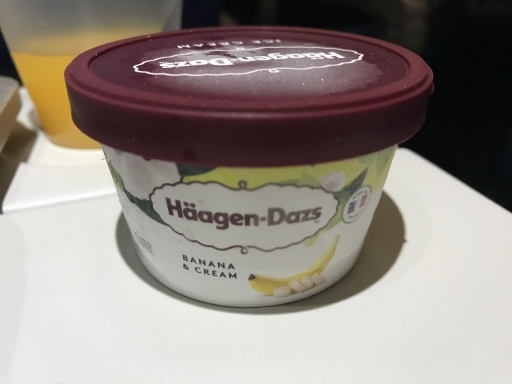 Häagen-Dazs
ICE CREAM
Häagen-Dazs
BANANA
& CREAM